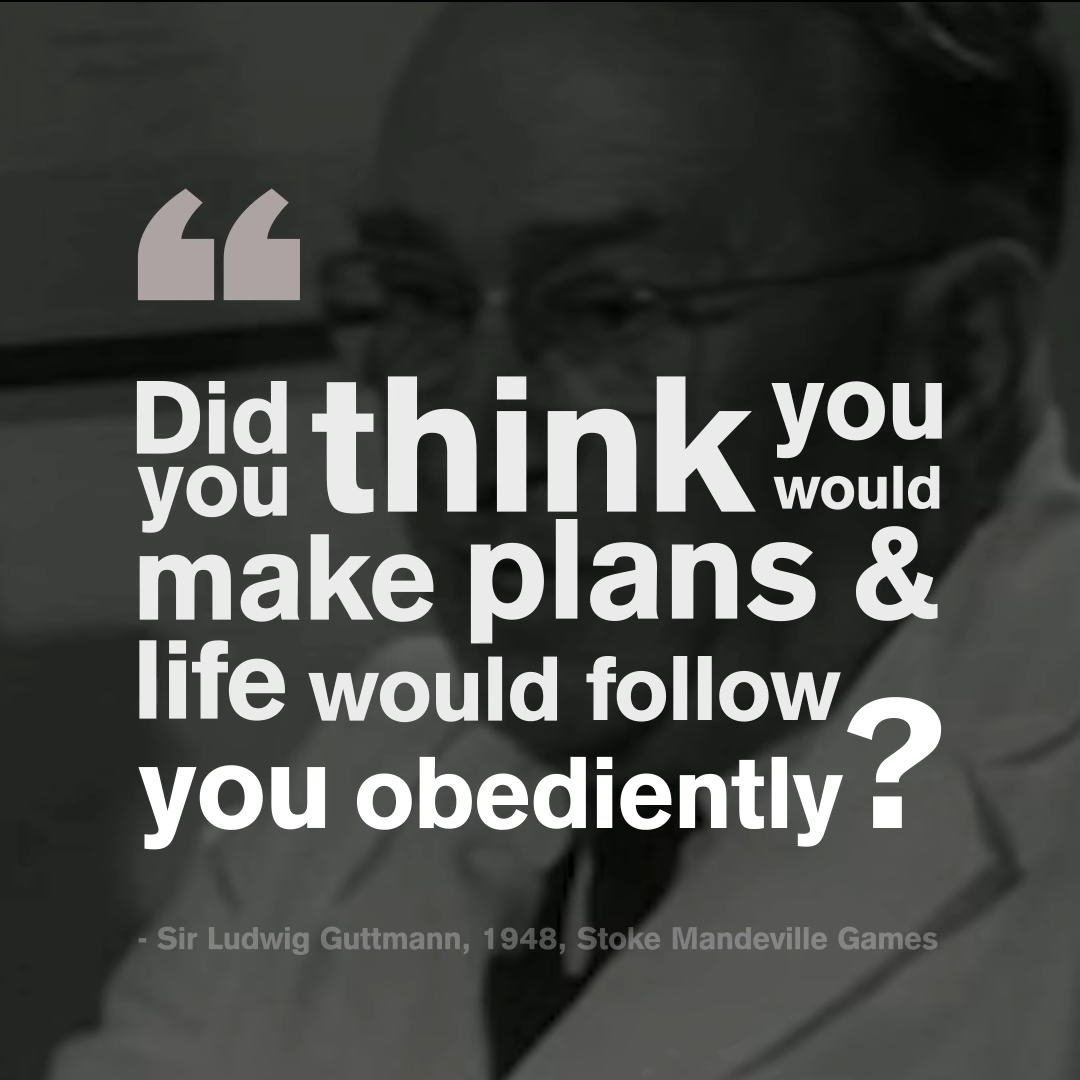 “
Did you think you would
make plans &
life would follow
you obediently?
- Sir Ludwig Guttmann, 1948, Stoke Mandeville Games